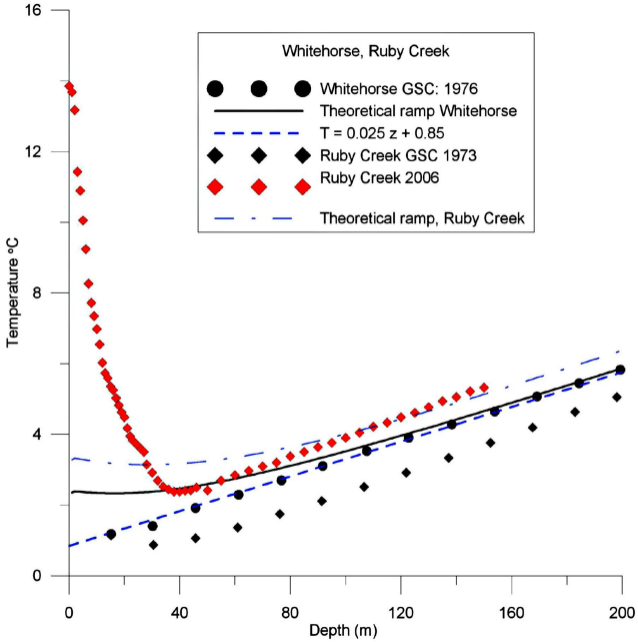 16
Whitehorse, Ruby Creek
Whitehorse GSC: 1976
Theoretical ramp Whitehorse
T = 0.025 z + 0.85
Ruby Creek GSC 1973
Ruby Creek 2006
Theoretical ramp, Ruby Creek
12
Temperature ºC
8
4
0
0 40 80 120 160 200
Depth (m)